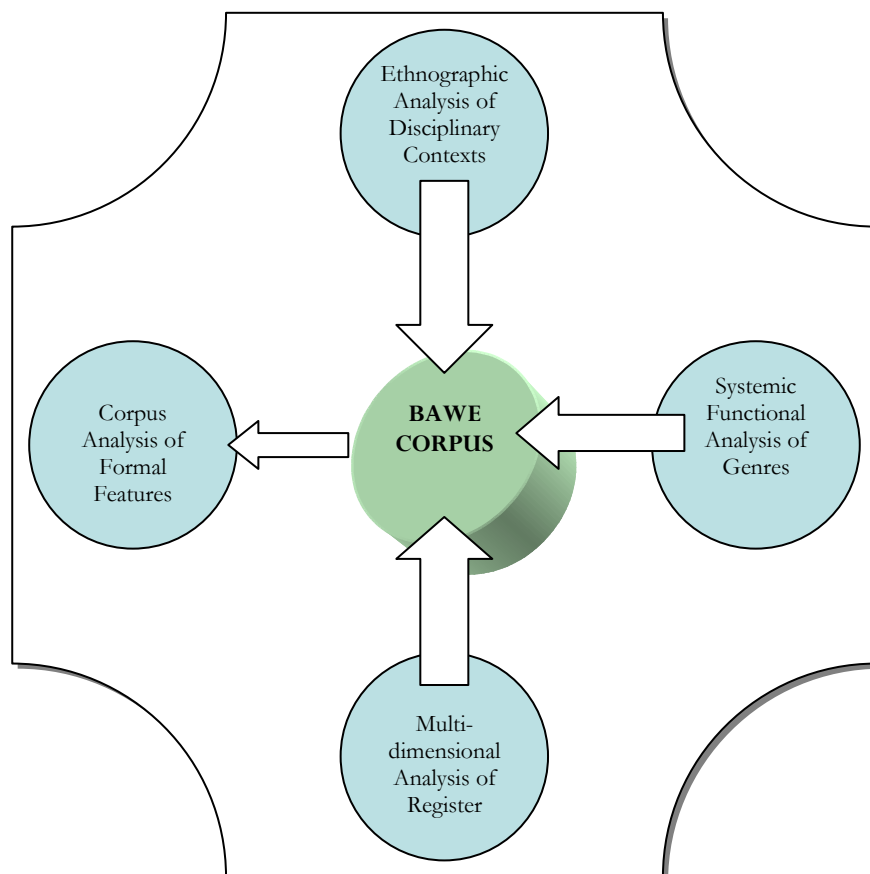 Ethnographic
Analysis of
Disciplinary
Contexts
BAWE
CORPUS
Corpus
Analysis of
Formal
Features
Systemic
Functional
Analysis of
Genres
Multi-
dimensional
Analysis of
Register